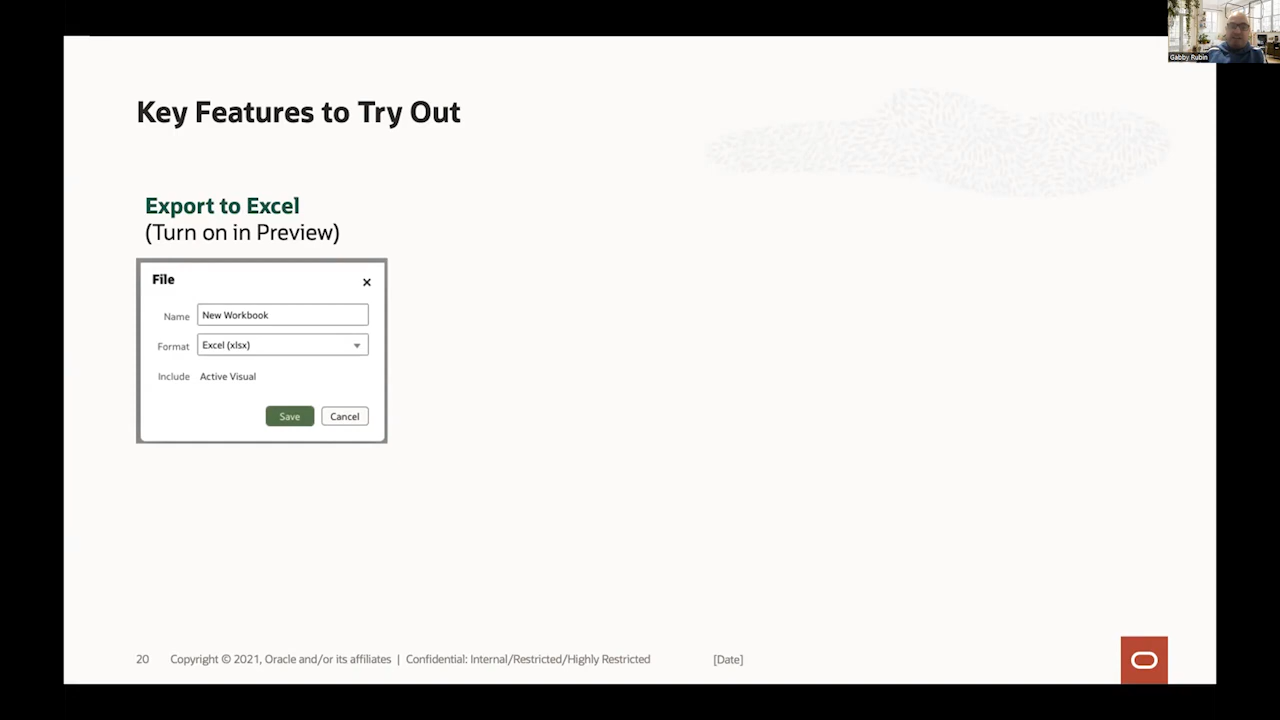 Gabby Rubin
Key Features to Try Out
Export to Excel
(Turn on in Preview)
File
Name New Workbook
Format Excel (xlsx)
Include Active Visual
Save Cancel
20 Copyright © 2021, Oracle and/or its affiliates | Confidential: Internal/Restricted/Highly Restricted [Date]